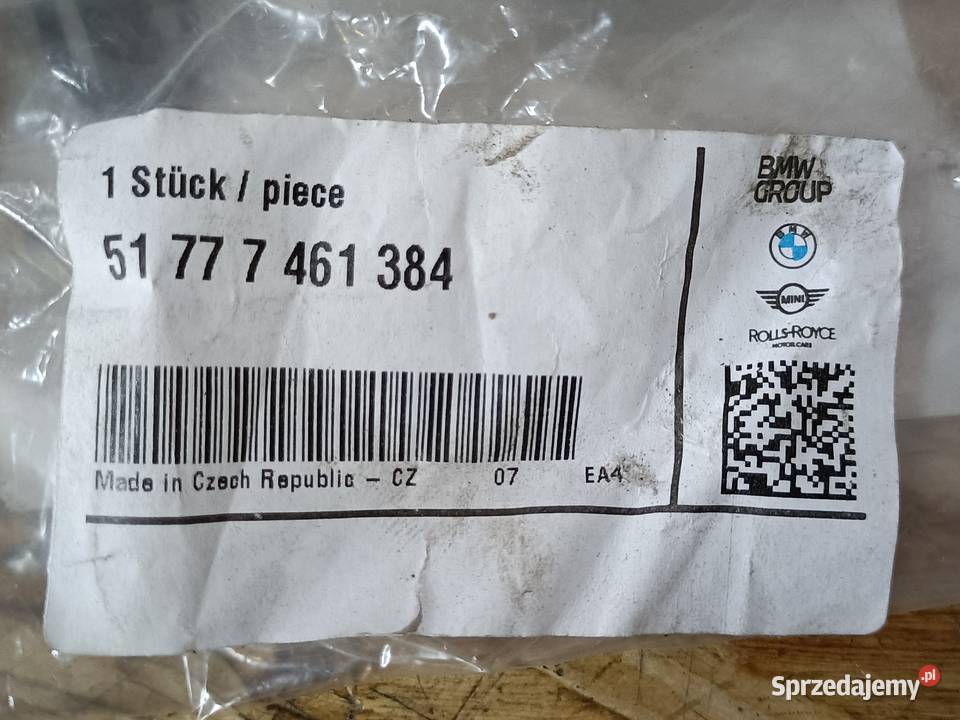 1 Stück / piece
51 77 7 461 384
Made in Czech Republic – CZ 07 EA4
BMW
GROUP
BMW
MINI
ROLLS-ROYCE
MOTOR CARS
Sprzedajemy.pl